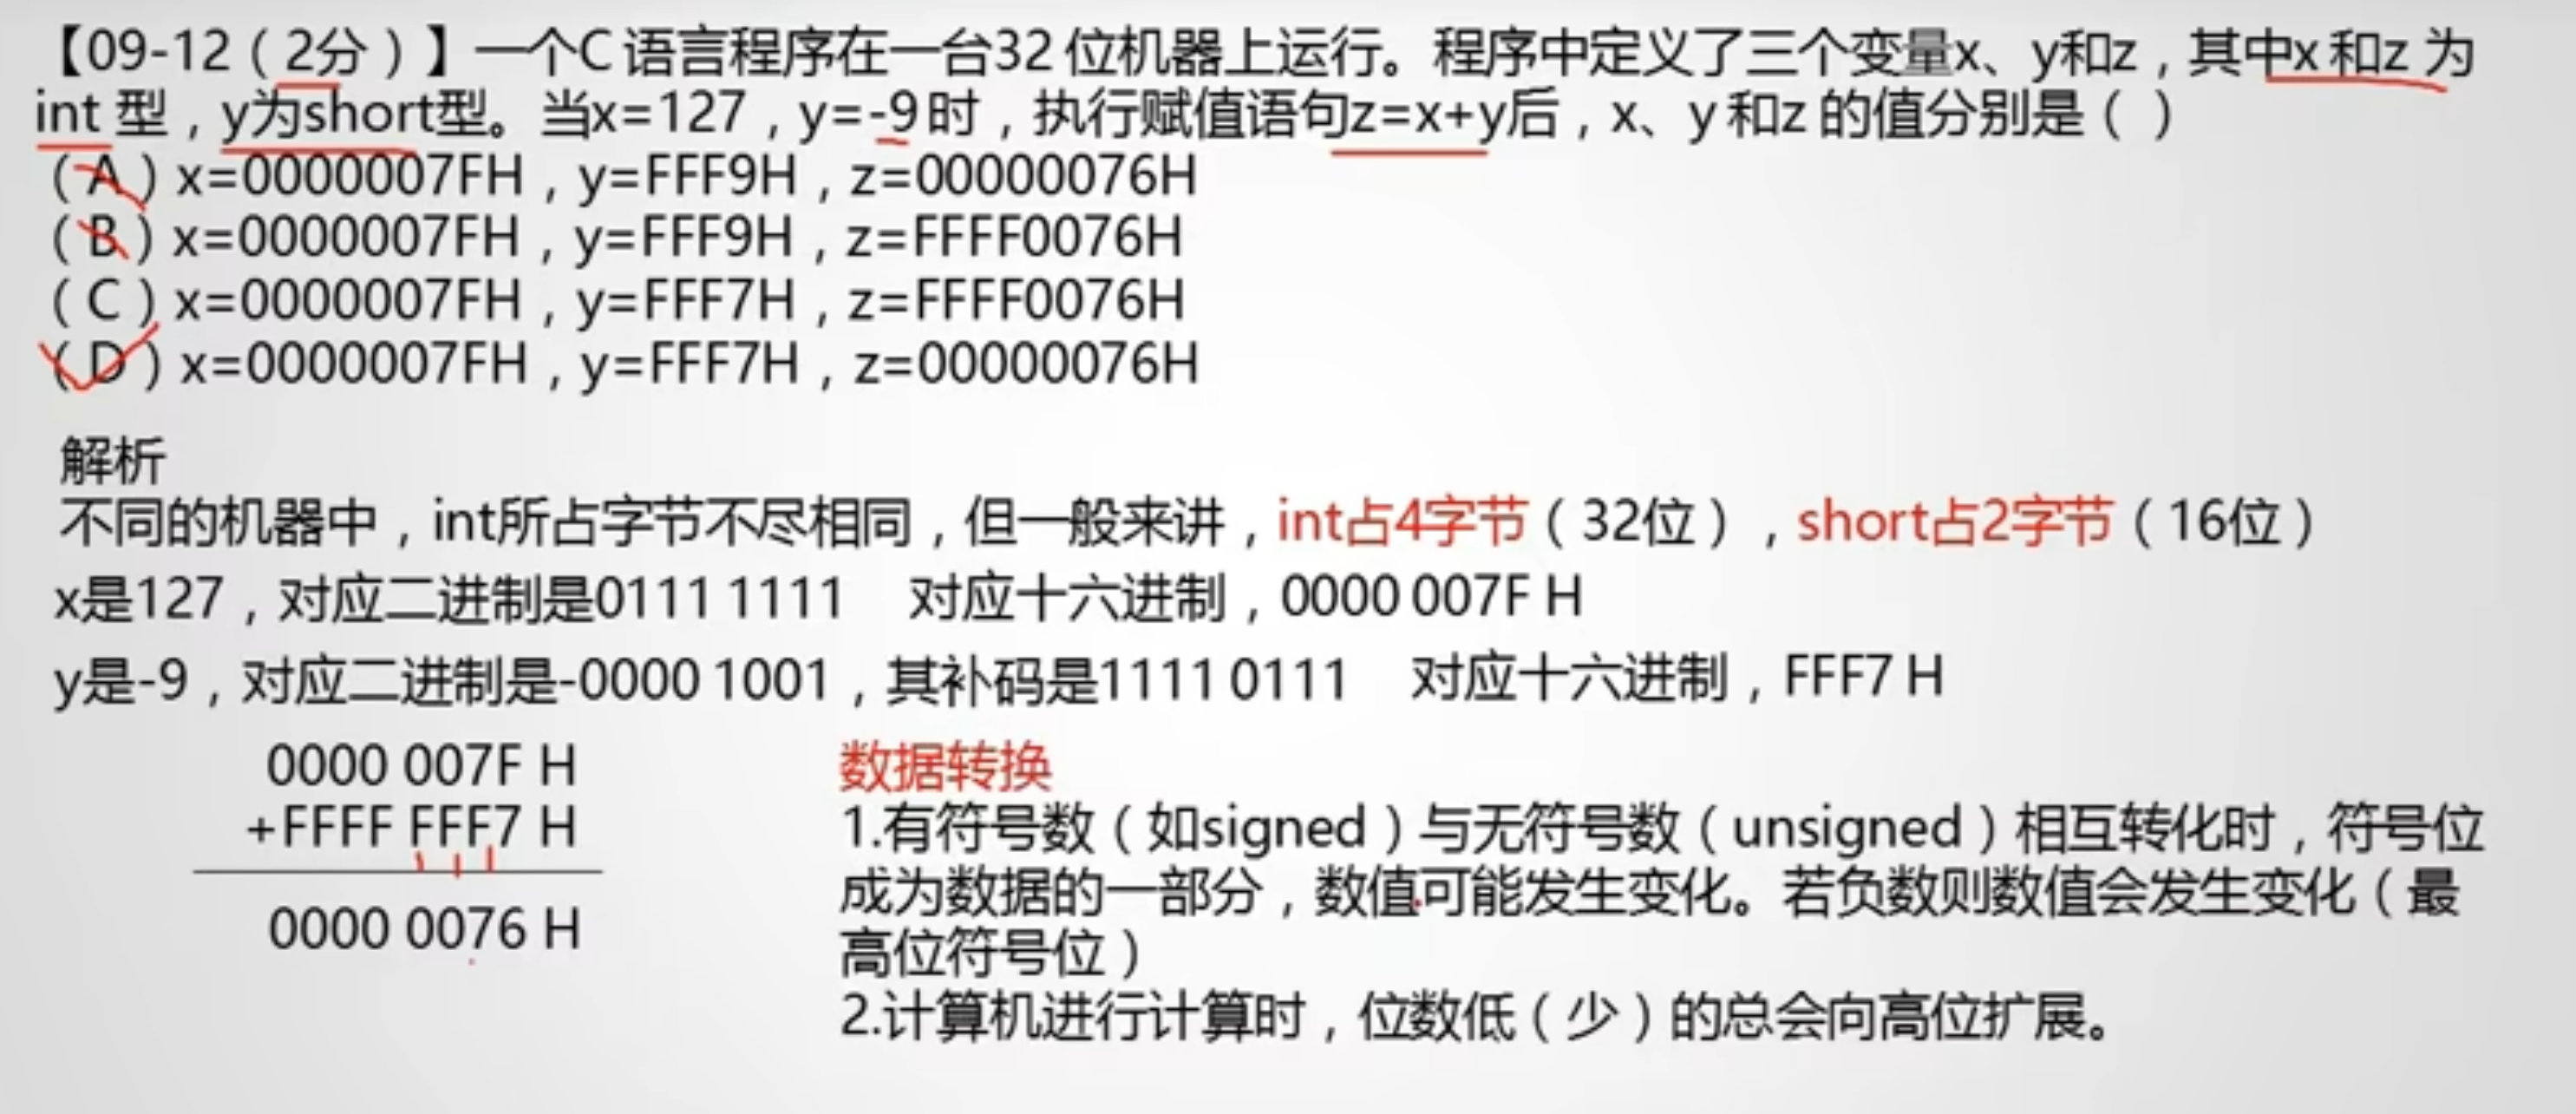 【09-12（2分）】一个C 语言程序在一台32 位机器上运行。程序中定义了三个变量x、y和z，其中x 和z 为
int 型，y为short型。当x=127，y=-9 时，执行赋值语句z=x+y后，x、y 和z 的值分别是（ ）
（A）x=0000007FH，y=FFF9H，z=00000076H
（B）x=0000007FH，y=FFF9H，z=FFFF0076H
（C）x=0000007FH，y=FFF7H，z=FFFF0076H
（D）x=0000007FH，y=FFF7H，z=00000076H
解析
不同的机器中，int所占字节不尽相同，但一般来讲，int占4字节（32位），short占2字节（16位）
x是127，对应二进制是0111 1111 对应十六进制，0000 007F H
y是-9，对应二进制是-0000 1001，其补码是1111 0111 对应十六进制，FFF7 H
0000 007F H
+FFFF FFF7 H
0000 0076 H
数据转换
1.有符号数（如signed）与无符号数（unsigned）相互转化时，符号位
成为数据的一部分，数值可能发生变化。若负数则数值会发生变化（最
高位符号位）
2.计算机进行计算时，位数低（少）的总会向高位扩展。